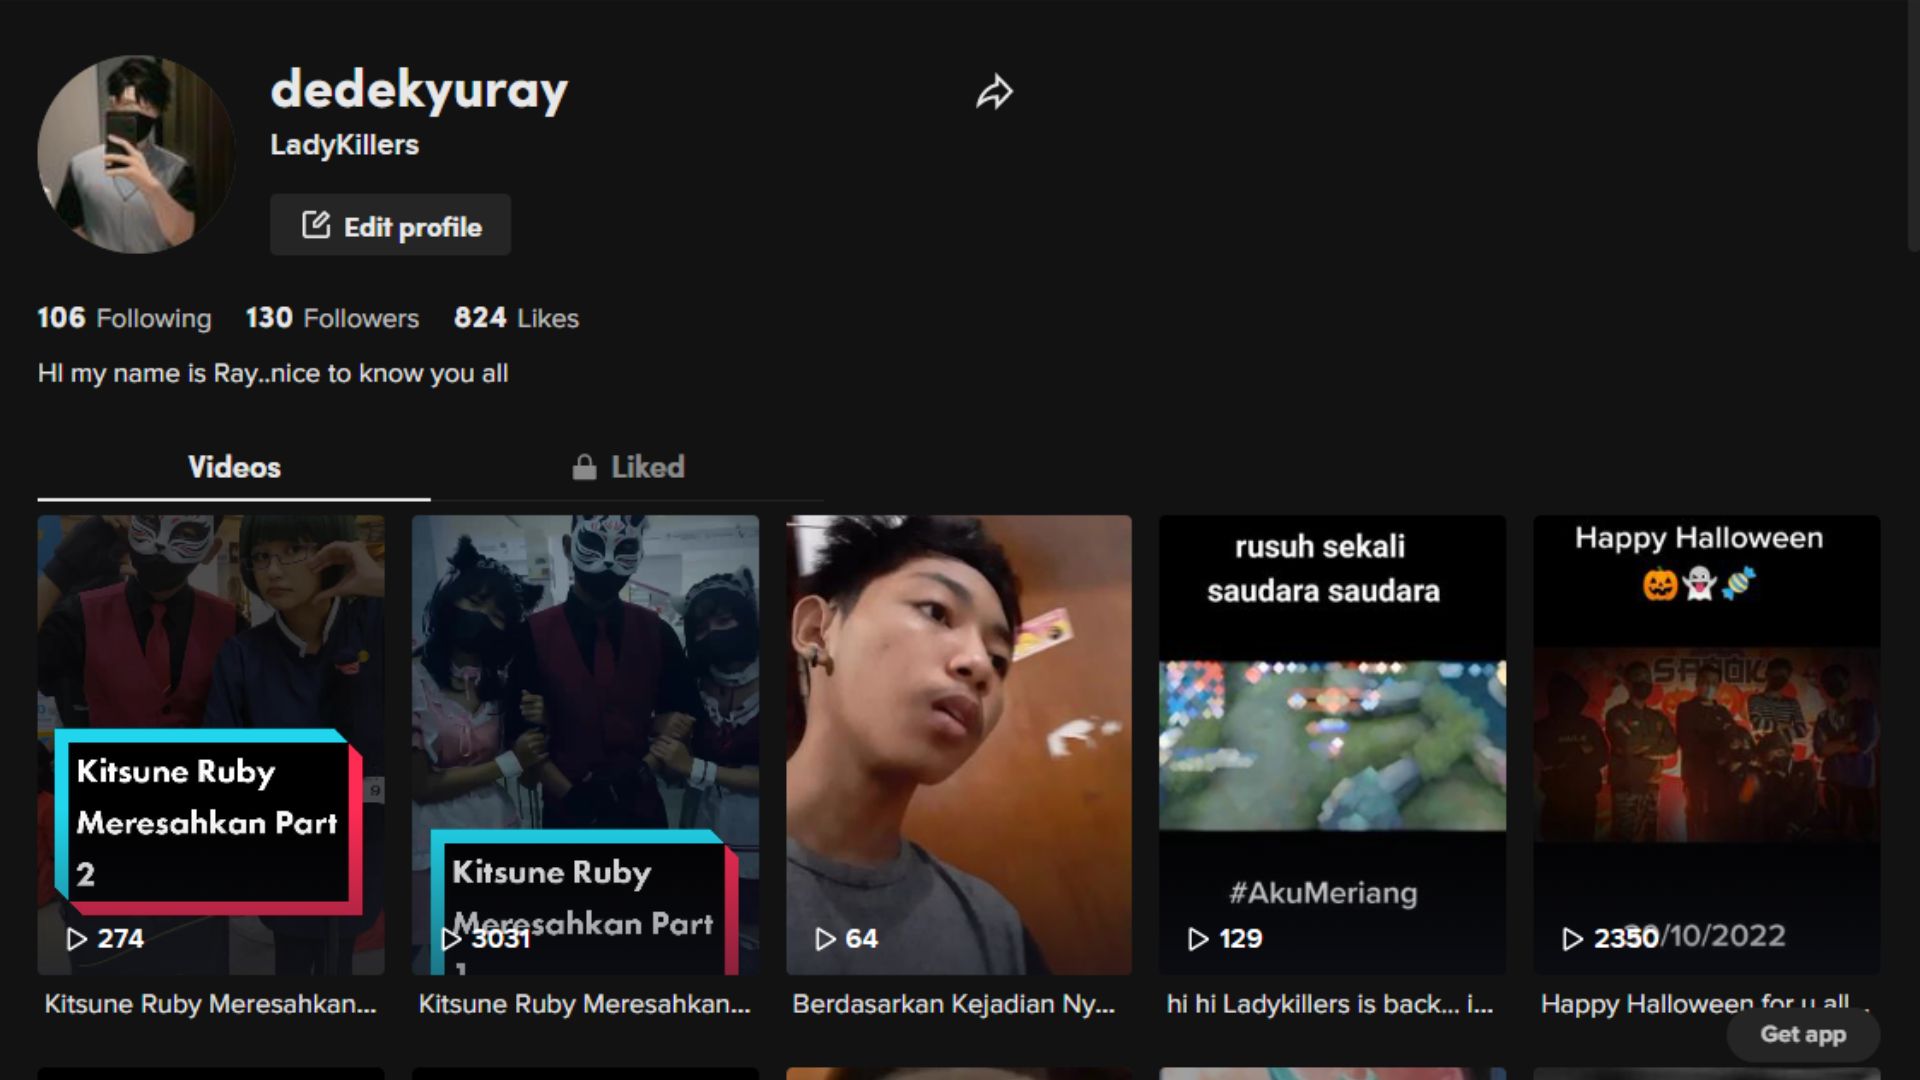 dedekyuray
LadyKillers
Edit profile
106 Following 130 Followers 824 Likes
HI my name is Ray..nice to know you all
Videos
Liked
Kitsune Ruby
Meresahkan Part
2
274
Kitsune Ruby Meresahkan...
Kitsune Ruby
Meresahkan Part
1
3031
Kitsune Ruby Meresahkan...
64
Berdasarkan Kejadian Ny...
rusuh sekali
saudara saudara
#AkuMeriang
129
hi hi Ladykillers is back... i...
Happy Halloween
🎃👻🍬
2350
/10/2022
Happy Halloween for u all...
Get app